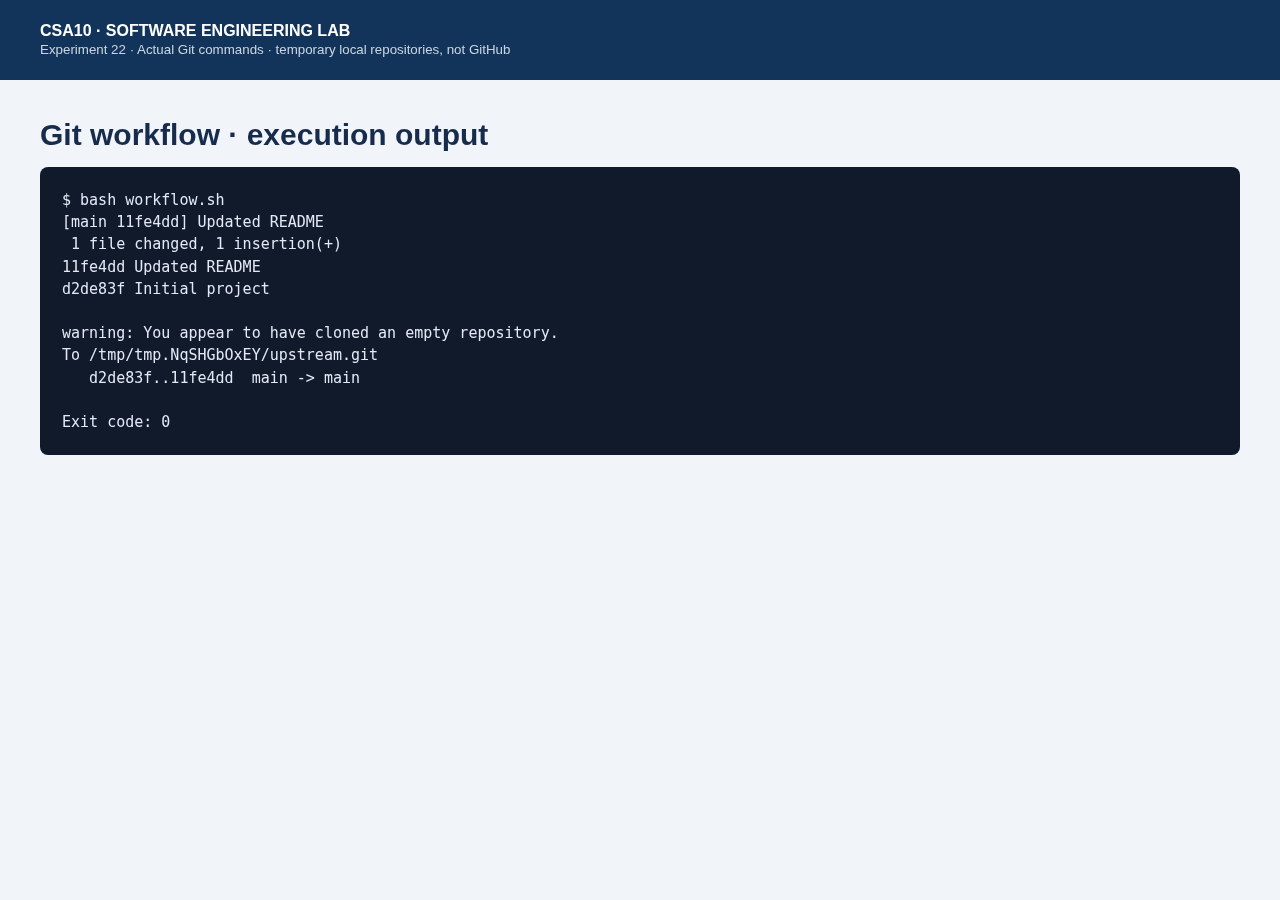 CSA10 · SOFTWARE ENGINEERING LAB
Experiment 22 · Actual Git commands · temporary local repositories, not GitHub
Git workflow · execution output
$ bash workflow.sh
[main 11fe4dd] Updated README
 1 file changed, 1 insertion(+)
11fe4dd Updated README
d2de83f Initial project
warning: You appear to have cloned an empty repository.
To /tmp/tmp.NqSHGbOxEY/upstream.git
   d2de83f..11fe4dd  main -> main
Exit code: 0